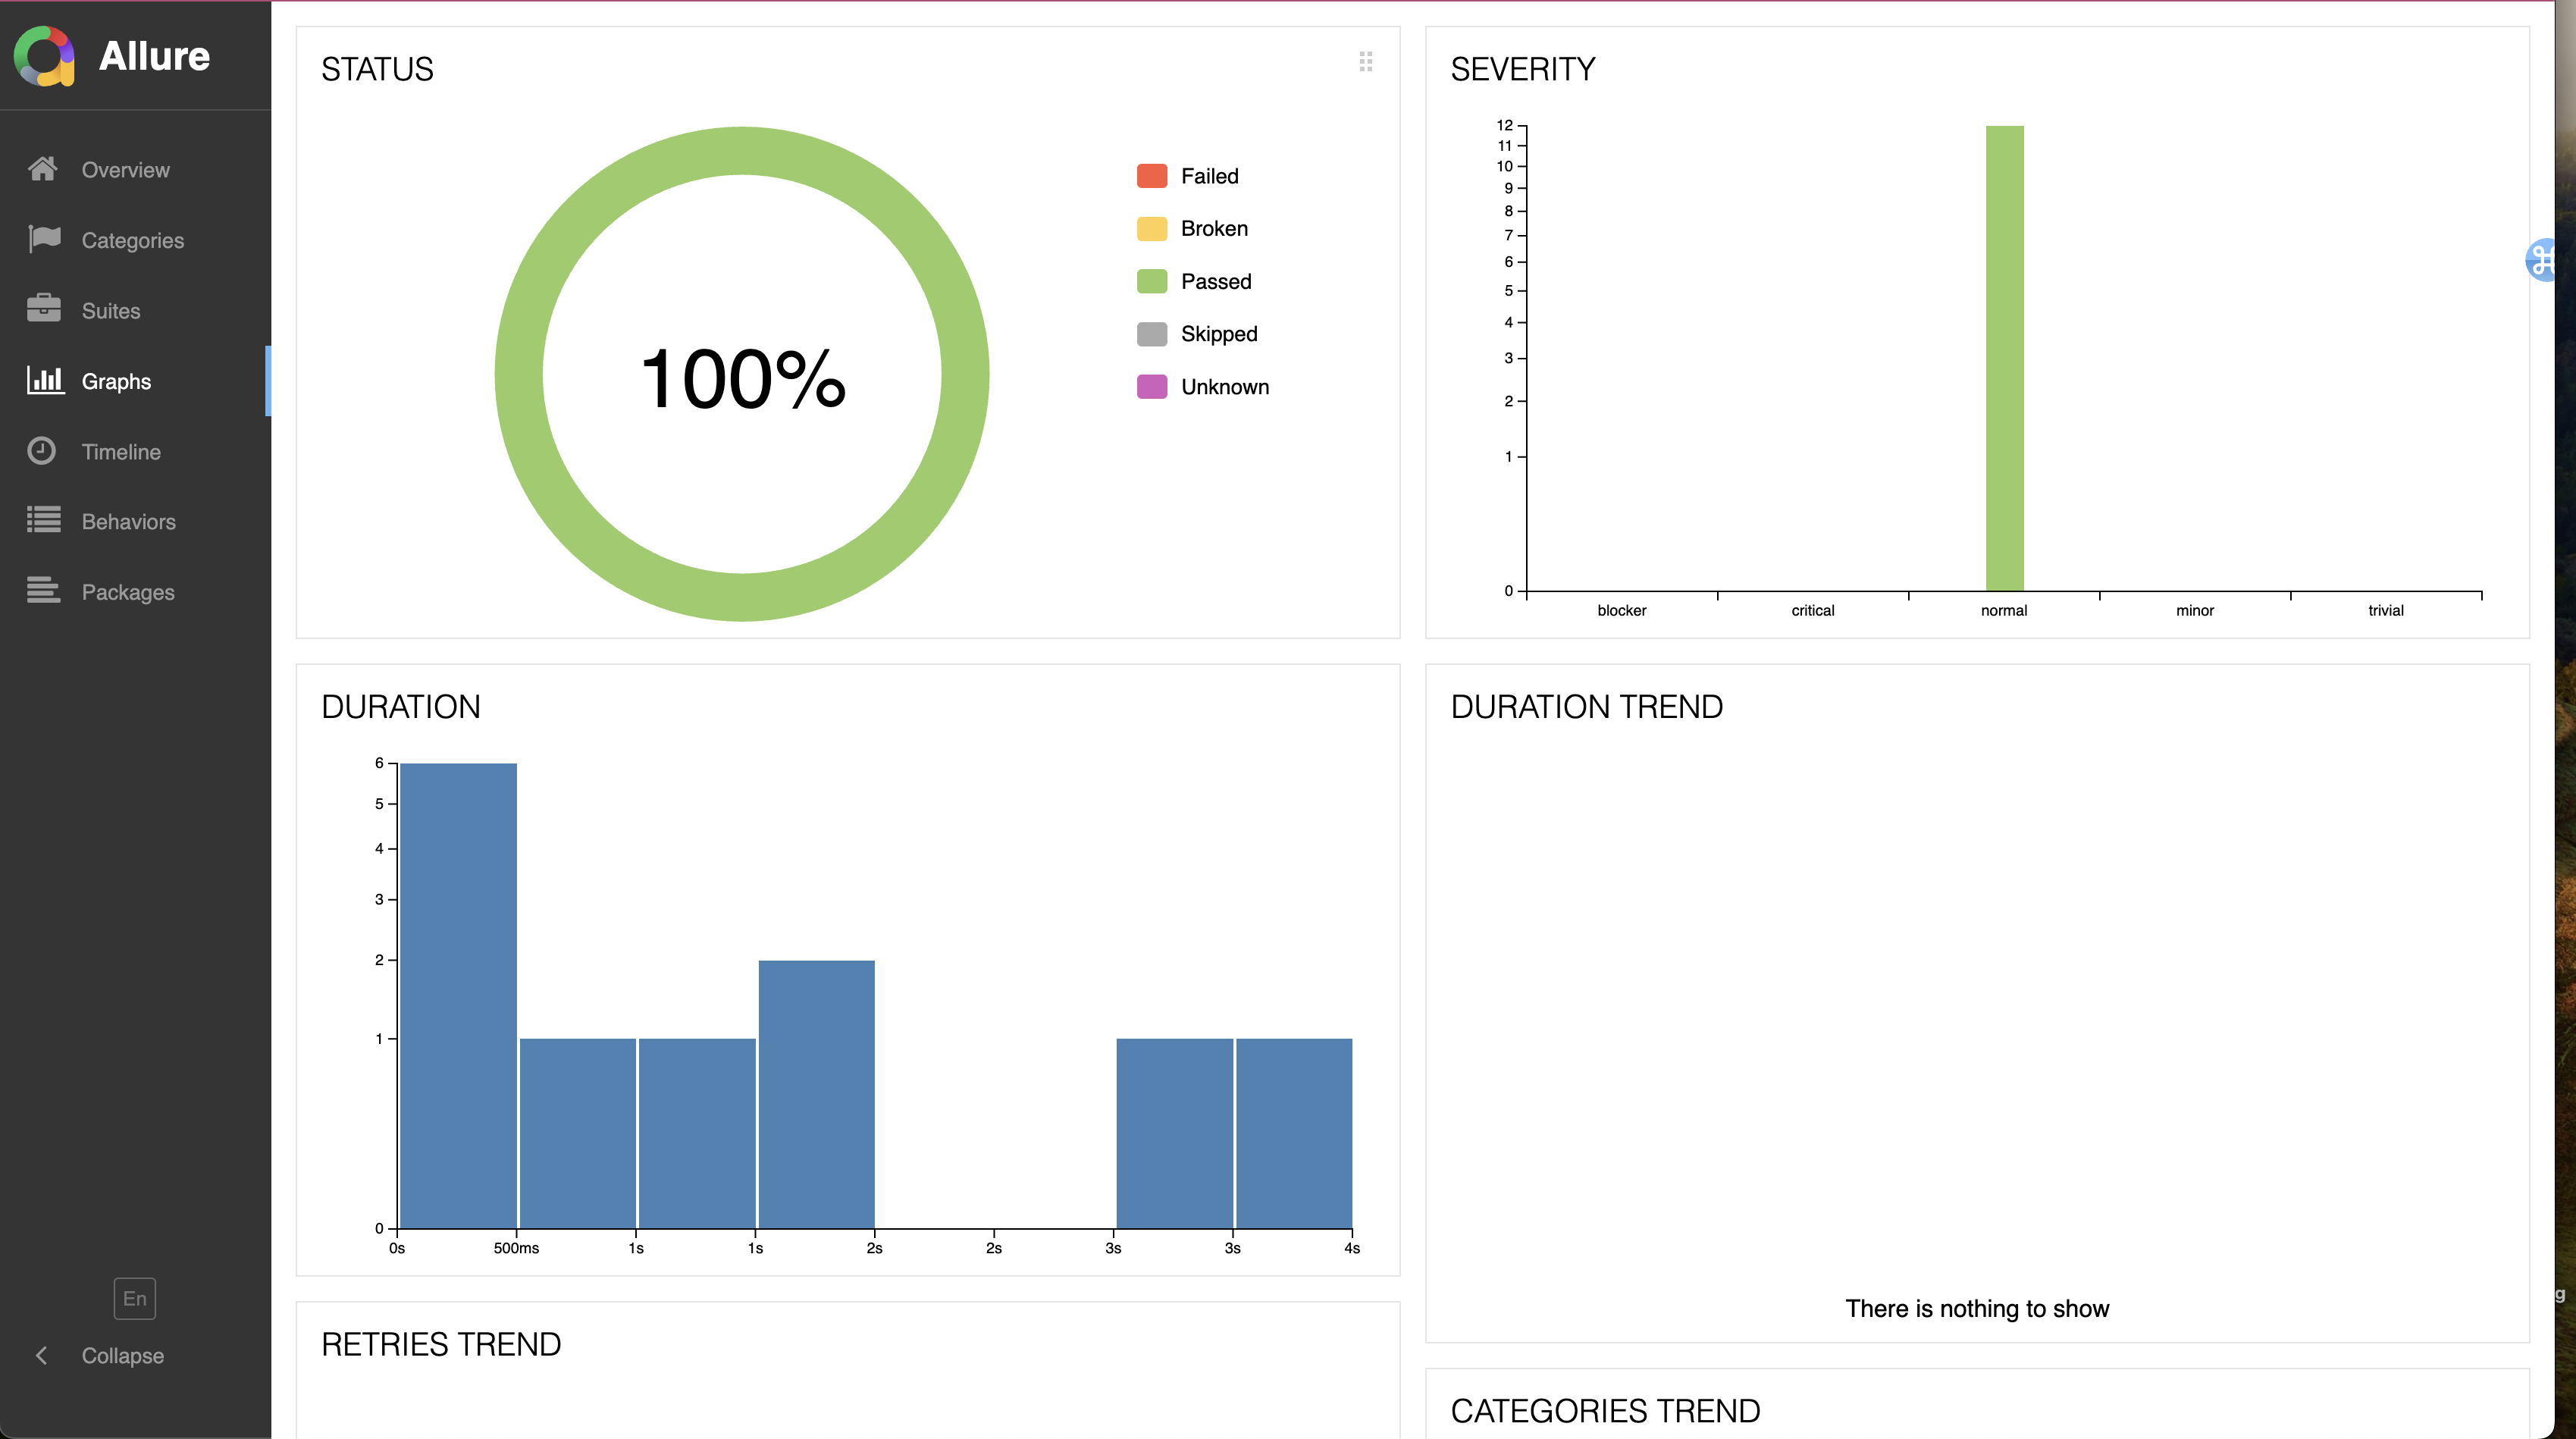 Allure
Overview
Categories
Suites
Graphs
Timeline
Behaviors
Packages
En
Collapse
STATUS
100%
Failed
Broken
Passed
Skipped
Unknown
SEVERITY
12
11
10
9
8
7
6
5
4
3
2
1
0
blocker critical normal minor trivial
DURATION
6
5
4
3
2
1
0
0s 500ms 1s 1s 2s 2s 3s 3s 4s
DURATION TREND
There is nothing to show
RETRIES TREND
CATEGORIES TREND
g